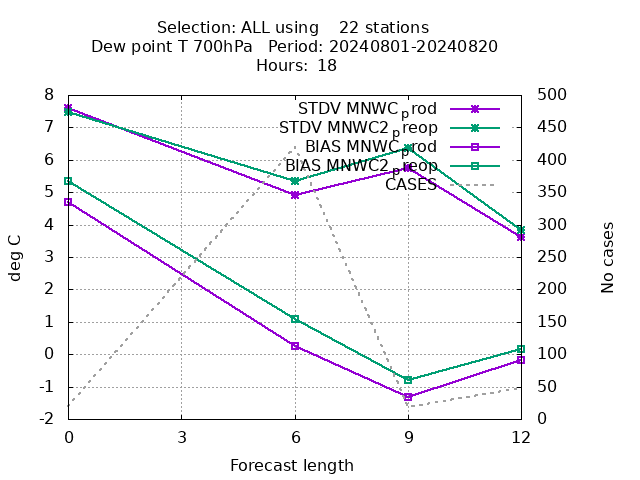 Selection: ALL using    22 stations
Dew point T 700hPa   Period: 20240801-20240820
Hours: 18
8 500
STDV MNWC_prod
7 STDV MNWC2_preop 450
BIAS MNWC_prod
6 BIAS MNWC2_preop 400
CASES
5 350
4 300
3 250
2 200
1 150
0 100
-1 50
-2 0
0 3 6 9 12
deg C
No cases
Forecast length